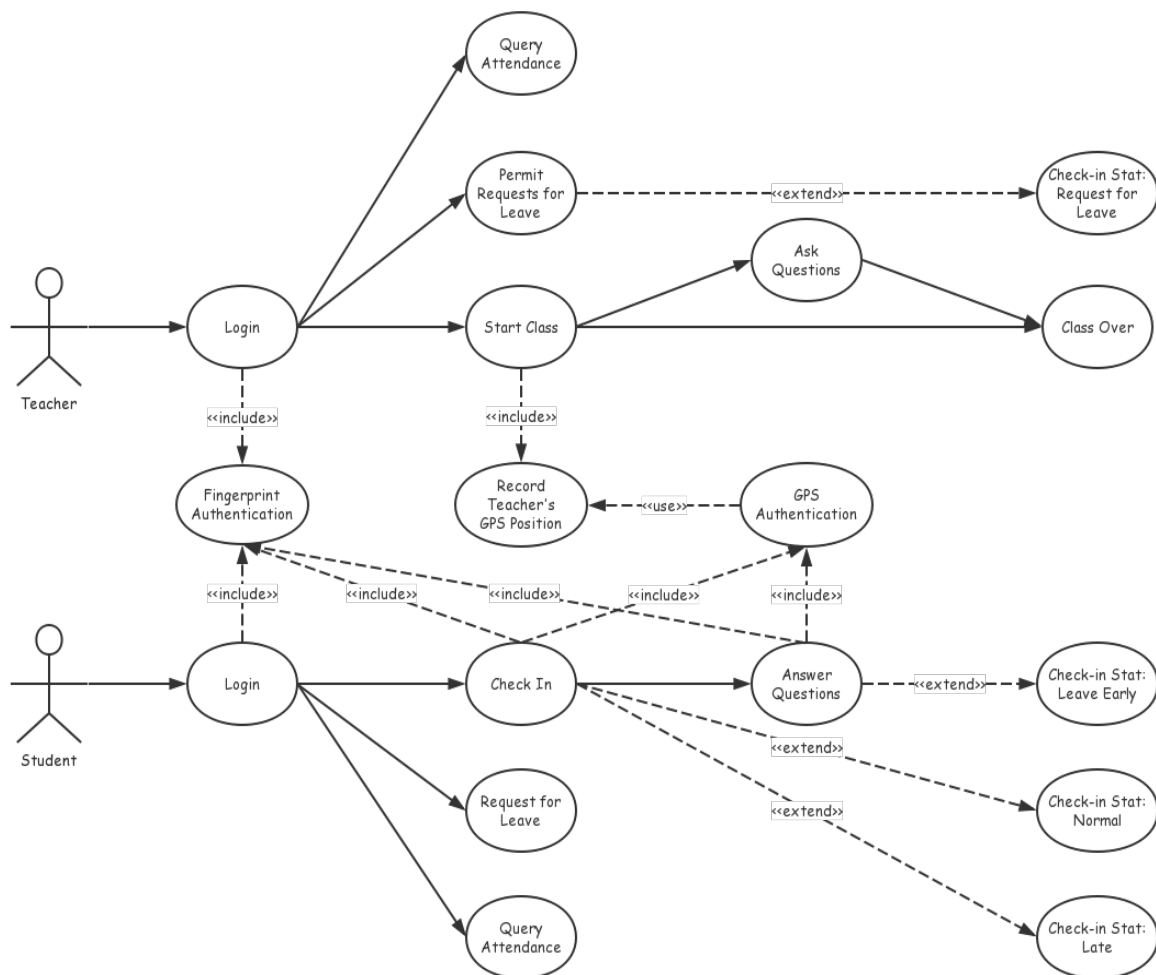 Query
Attendance
Permit
Requests for
Leave
‹‹extend››
Check-in Stat:
Request for
Leave
Ask
Questions
Login
Start Class
Class Over
Teacher
‹‹include››
‹‹include››
Fingerprint
Authentication
Record
Teacher's
GPS Position
‹‹use››
GPS
Authentication
‹‹include››
‹‹include››
‹‹include››
‹‹include››
‹‹include››
Login
Check In
Answer
Questions
‹‹extend››
Check-in Stat:
Leave Early
Student
‹‹extend››
Request for
Leave
‹‹extend››
Check-in Stat:
Normal
Query
Attendance
Check-in Stat:
Late